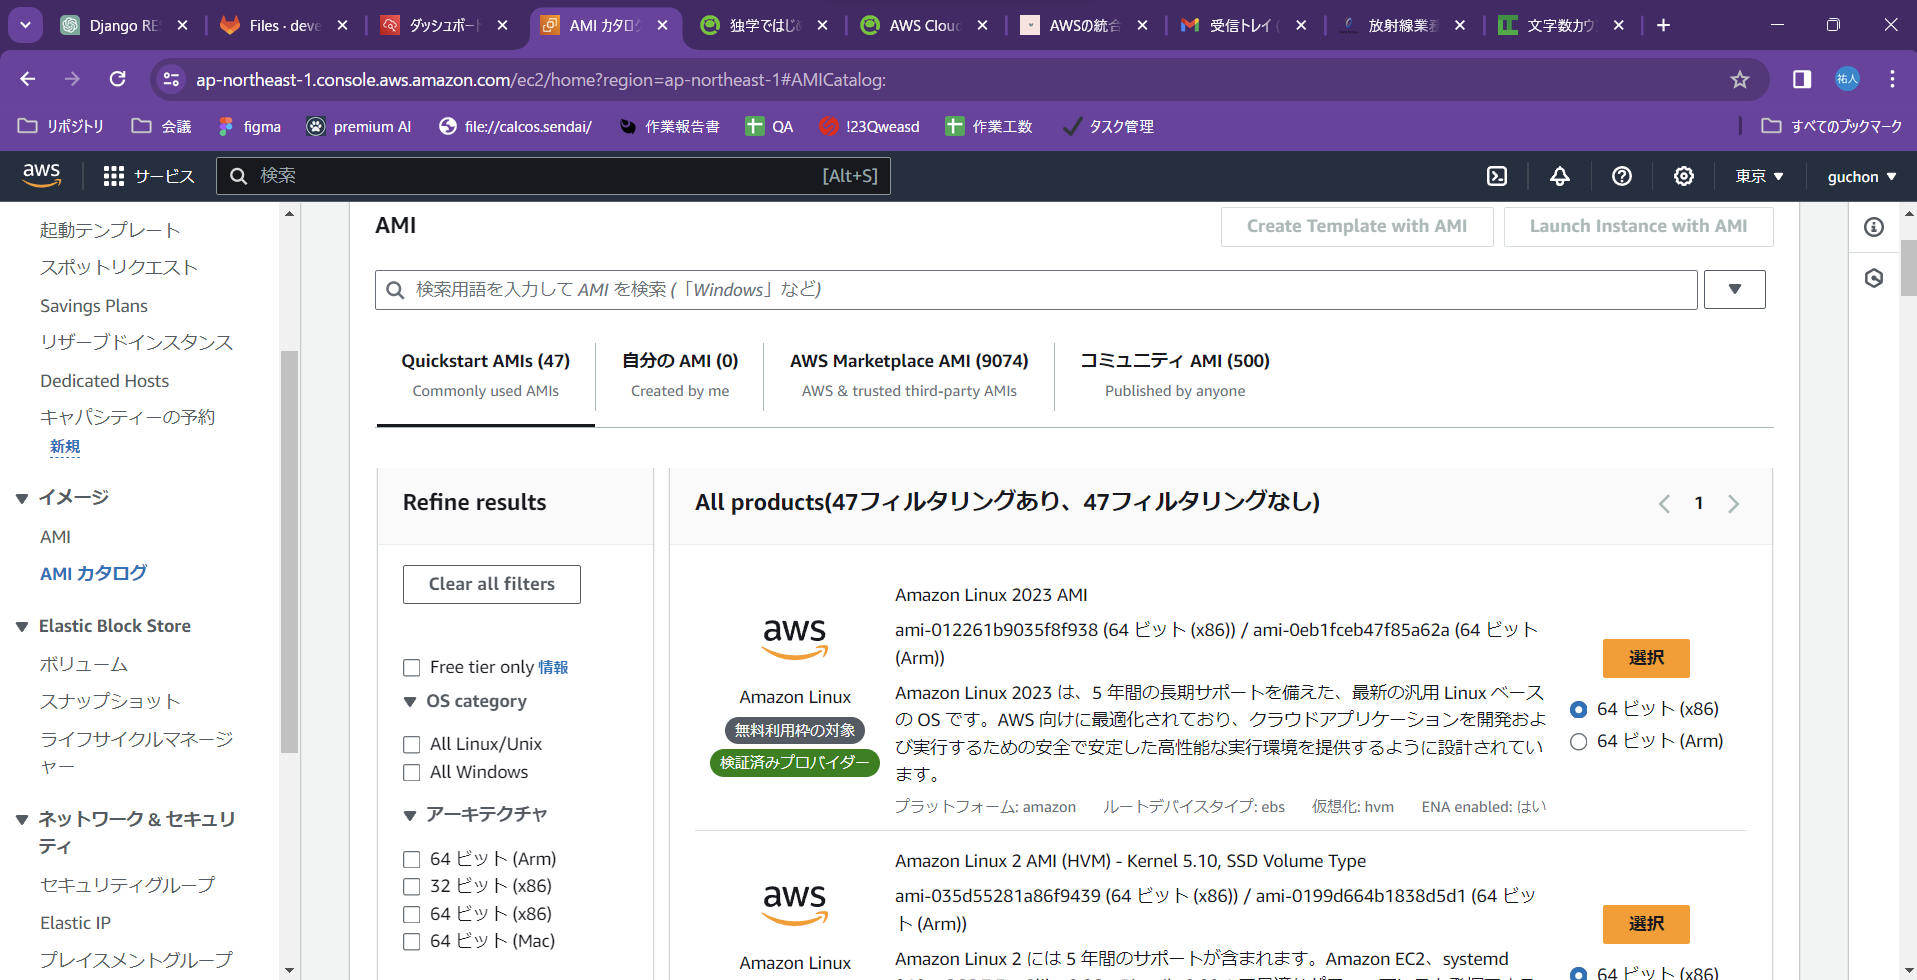 Django RE
Files · deve
ダッシュボード
AMI カタログ
独学ではじめ
AWS Clouc
AWSの統合
受信トレイ (
放射線業務
文字数カウ
ap-northeast-1.console.aws.amazon.com/ec2/home?region=ap-northeast-1#AMICatalog:
祐人
リポジトリ
会議
figma
premium AI
file://calcos.sendai/
作業報告書
QA
!23Qweasd
作業工数
タスク管理
すべてのブックマーク
aws
サービス
検索
[Alt+S]
東京
guchon
起動テンプレート
スポットリクエスト
Savings Plans
リザーブドインスタンス
Dedicated Hosts
キャパシティーの予約
新規
イメージ
AMI
AMI カタログ
Elastic Block Store
ボリューム
スナップショット
ライフサイクルマネージ
ャー
ネットワーク & セキュリ
ティ
セキュリティグループ
Elastic IP
プレイスメントグループ
AMI
Create Template with AMI
Launch Instance with AMI
検索用語を入力して AMI を検索 (「Windows」など)
Quickstart AMIs (47)
Commonly used AMIs
自分の AMI (0)
Created by me
AWS Marketplace AMI (9074)
AWS & trusted third-party AMIs
コミュニティ AMI (500)
Published by anyone
Refine results
Clear all filters
Free tier only 情報
OS category
All Linux/Unix
All Windows
アーキテクチャ
64 ビット (Arm)
32 ビット (x86)
64 ビット (x86)
64 ビット (Mac)
All products(47フィルタリングあり、47フィルタリングなし)
1
aws
Amazon Linux
無料利用枠の対象
検証済みプロバイダー
Amazon Linux 2023 AMI
ami-012261b9035f8f938 (64 ビット (x86)) / ami-0eb1fceb47f85a62a (64 ビット
(Arm))
Amazon Linux 2023 は、5 年間の長期サポートを備えた、最新の汎用 Linux ベース
の OS です。AWS 向けに最適化されており、クラウドアプリケーションを開発およ
び実行するための安全で安定した高性能な実行環境を提供するように設計されてい
ます。
プラットフォーム: amazon
ルートデバイスタイプ: ebs
仮想化: hvm
ENA enabled: はい
選択
64 ビット (x86)
64 ビット (Arm)
aws
Amazon Linux
Amazon Linux 2 AMI (HVM) - Kernel 5.10, SSD Volume Type
ami-035d55281a86f9439 (64 ビット (x86)) / ami-0199d664b1838d5d1 (64 ビッ
ト (Arm))
Amazon Linux 2 には 5 年間のサポートが含まれます。Amazon EC2、systemd
選択
64 ビット (x86)